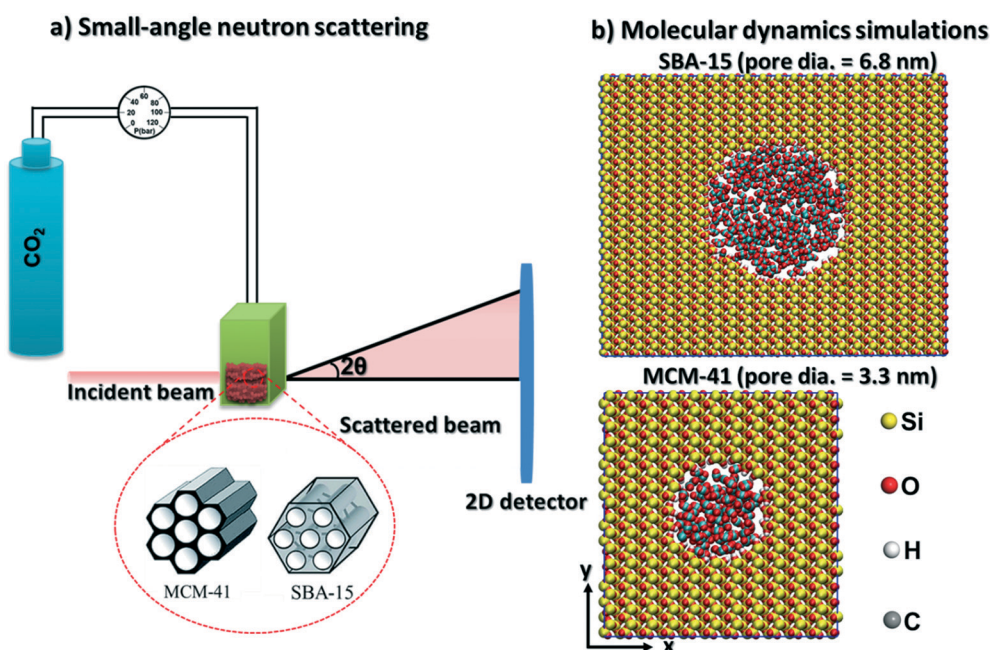 a) Small-angle neutron scattering
60
40
80
20
100
0
120
P(bar)
CO2
2θ
Incident beam
Scattered beam
2D detector
MCM-41
SBA-15
b) Molecular dynamics simulations
SBA-15 (pore dia. = 6.8 nm)
MCM-41 (pore dia. = 3.3 nm)
Si
O
H
C
y
x